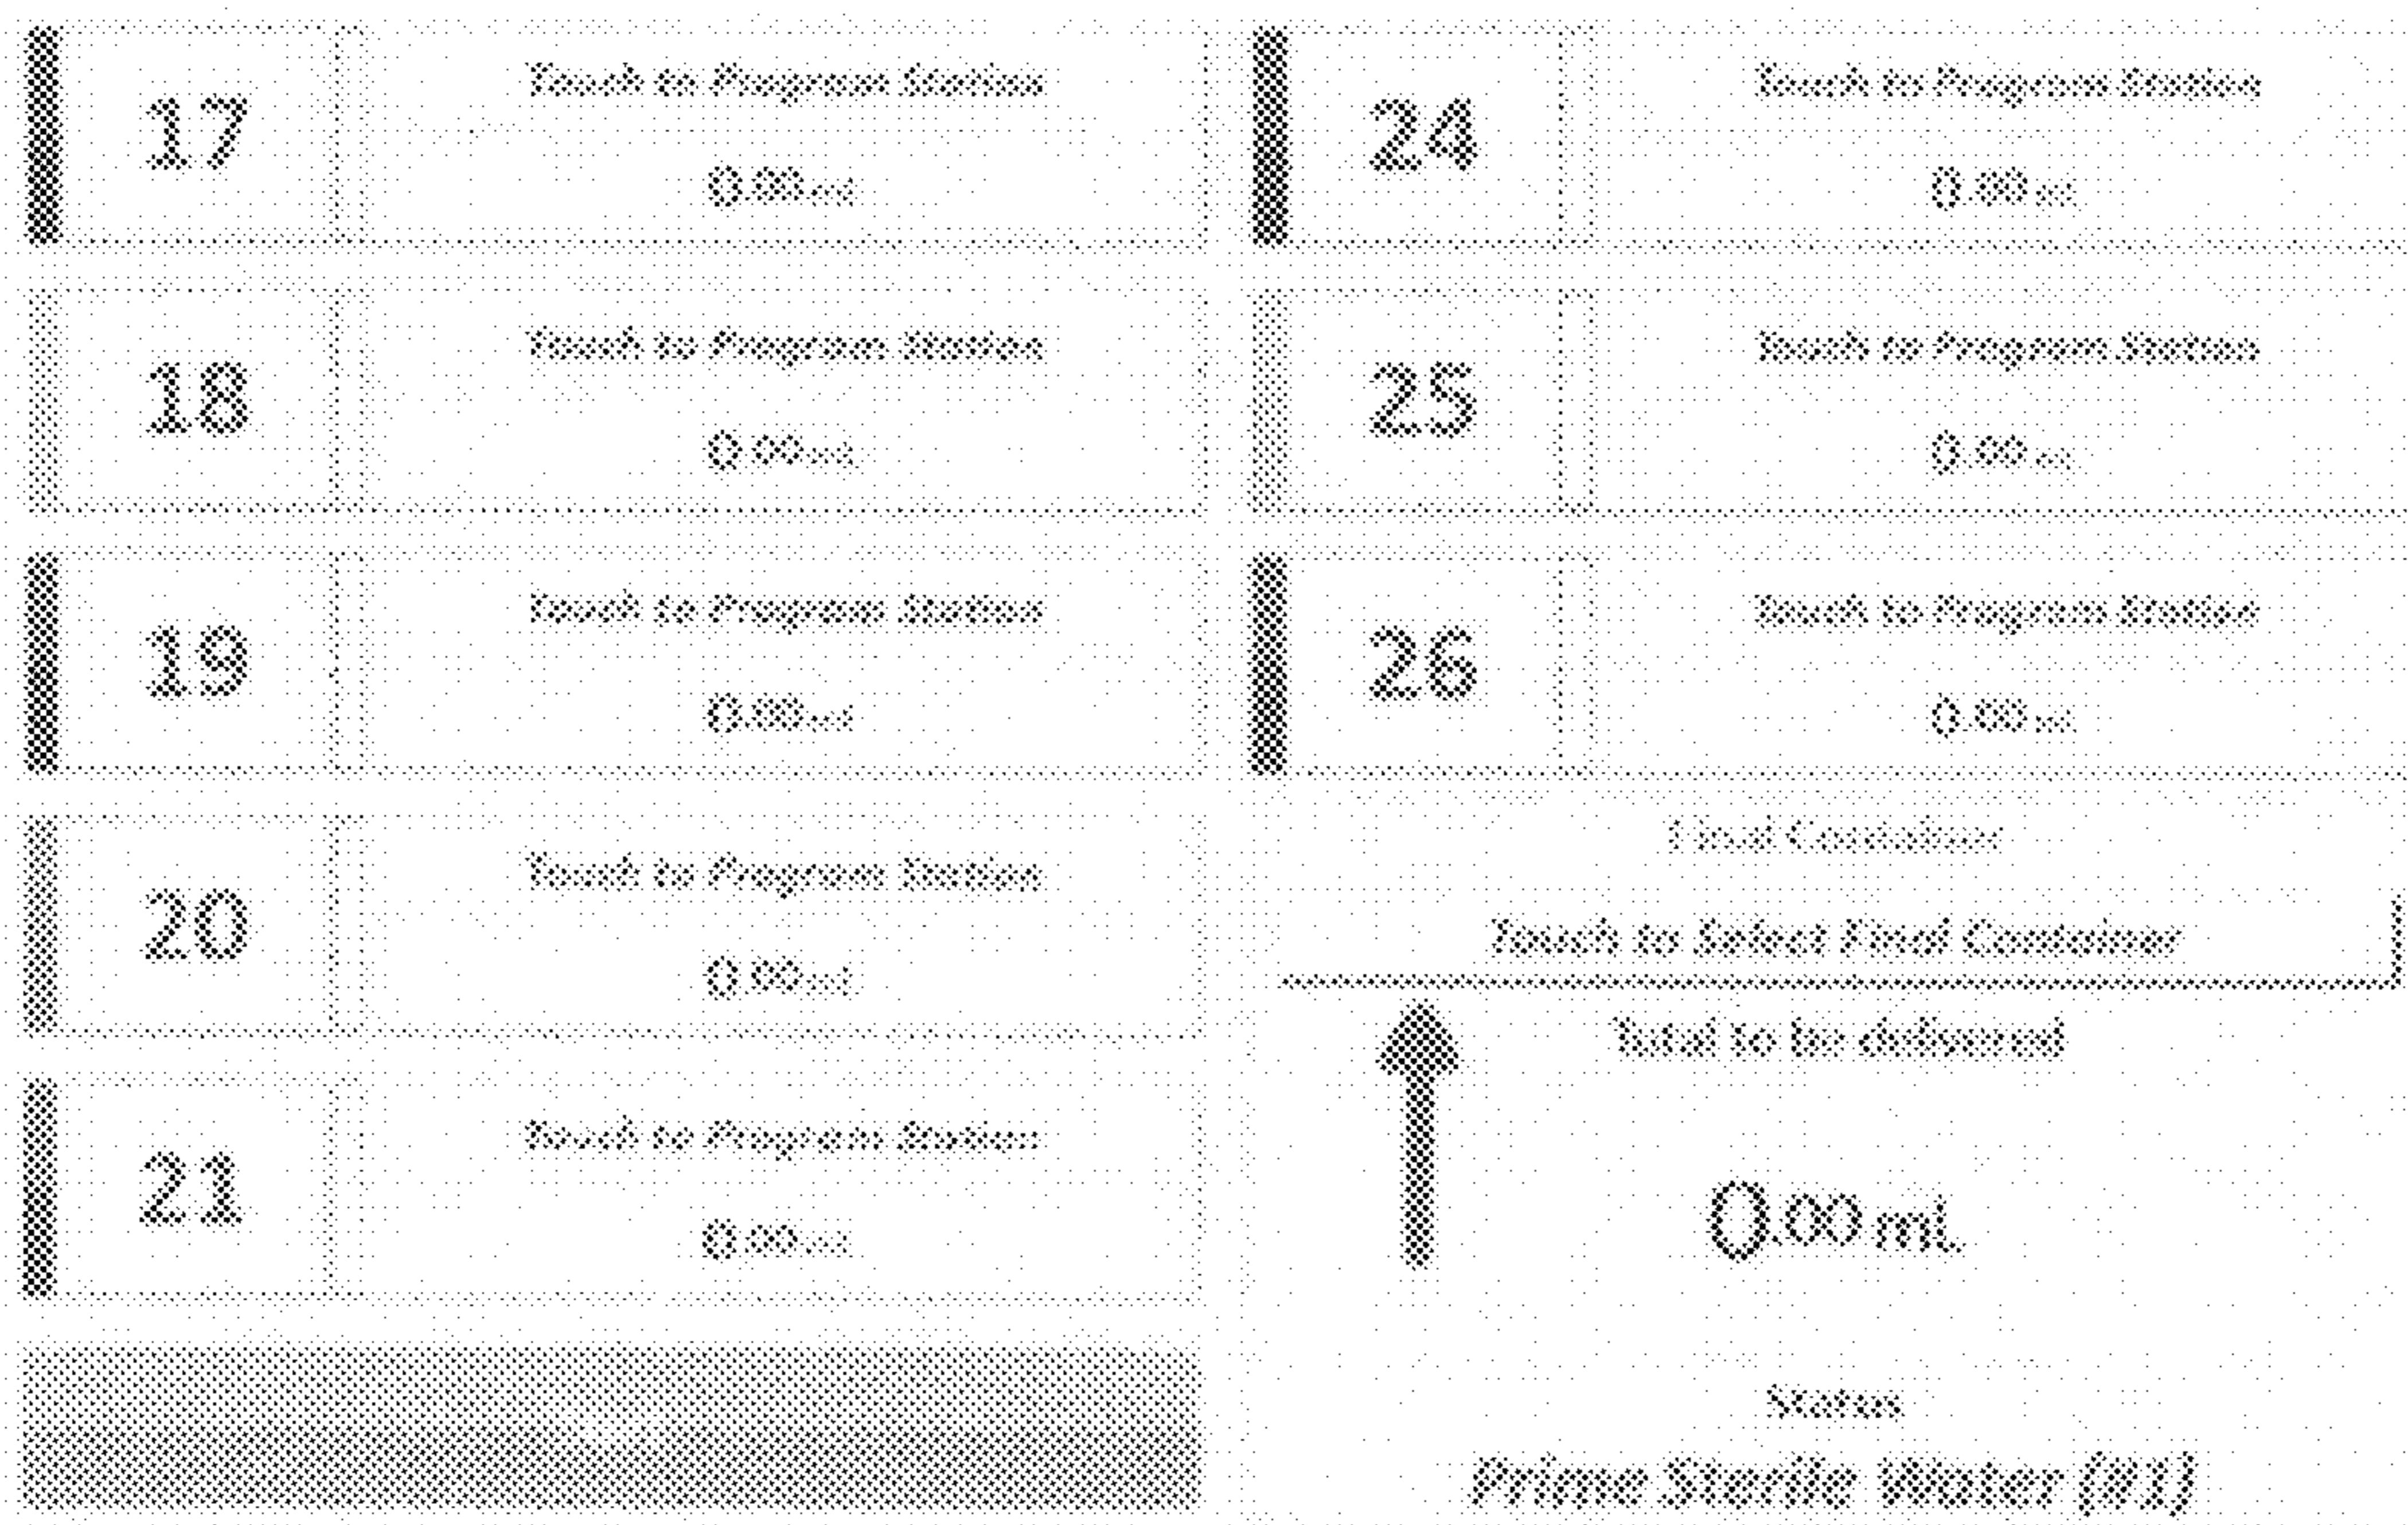 17
Touch to Program Station
0.00 ml
18
Touch to Program Station
0.00 ml
19
Touch to Program Station
0.00 ml
20
Touch to Program Station
0.00 ml
21
Touch to Program Station
0.00 ml
24
Touch to Program Station
0.00 ml
25
Touch to Program Station
0.00 ml
26
Touch to Program Station
0.00 ml
Final Container
Touch to Select Final Container
Total to be delivered
0.00 mL
Status
Prime Sterile Water (#1)